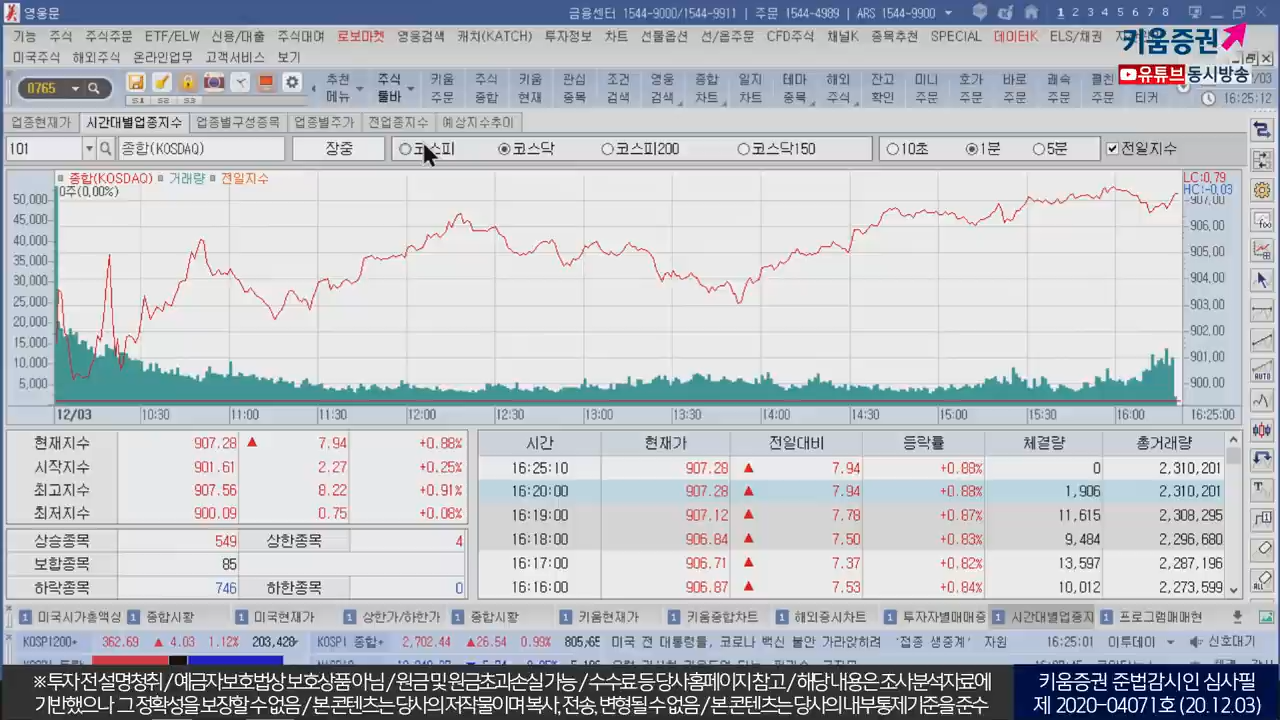 영웅문
금융센터 1544-9000/1544-9911 | 주문 1544-4989 | ARS 1544-9900
1 2 3 4 5 6 7 8
기능 주식 주식주문 ETF/ELW 신용/대출 주식대여 로보마켓 영웅검색 캐치(KATCH) 투자정보 차트 선물옵션 선/옵주문 CFD주식 채널K 종목추천 SPECIAL 데이터K ELS/채권
미국주식 해외주식 온라인업무 고객서비스 보기
키움증권
유튜브동시방송
0765
추천 주식 키움 주식 키움 관심 조건 영웅 종합 일지 테마 해외 잔고 미니 호가 바로 쾌속 클린
메뉴 툴바 주문 종합 현재 종목 검색 검색 차트 차트 종목 주식 확인 주문 주문 주문 주문 티커
16:25:12
업종현재가 시간대별업종지수 업종별구성종목 업종별주가 전업종지수 예상지수추이
101 종합(KOSDAQ) 장중 코스피 코스닥 코스피200 코스닥150 10초 1분 5분 전일지수
종합(KOSDAQ) 거래량 전일지수
0주(0.00%)
LC:0.79
HC:-0.03
50,000 907.00
45,000 906.00
40,000 905.00
35,000
30,000 904.00
25,000 903.00
20,000 902.00
15,000
10,000 901.00
5,000 900.00
12/03 10:30 11:00 11:30 12:00 12:30 13:00 13:30 14:00 14:30 15:00 15:30 16:00 16:25:00
현재지수 907.28 ▲ 7.94 +0.88%
시작지수 901.61 2.27 +0.25%
최고지수 907.56 8.22 +0.91%
최저지수 900.09 0.75 +0.08%
상승종목 549 상한종목 4
보합종목 85
하락종목 746 하한종목 0
시간 현재가 전일대비 등락률 체결량 총거래량
16:25:10 907.28 ▲ 7.94 +0.88% 0 2,310,201
16:20:00 907.28 ▲ 7.94 +0.88% 1,906 2,310,201
16:19:00 907.12 ▲ 7.78 +0.87% 11,615 2,308,295
16:18:00 906.84 ▲ 7.50 +0.83% 9,484 2,296,680
16:17:00 906.71 ▲ 7.37 +0.82% 13,597 2,287,196
16:16:00 906.87 ▲ 7.53 +0.84% 10,012 2,273,599
1 미국시가총액상 1 종합시황 1 미국현재가 1 상한가/하한가 1 종합시황 1 키움현재가 1 키움종합차트 1 해외증시차트 1 투자자별매매종 1 시간대별업종지 1 프로그램매매현
KOSPI200 362.69 ▲ 4.03 1.12% 203,428 KOSPI 종합 2,702.44 ▲26.54 0.99% 805,65 미국 전 대통령들, 코로나 백신 불안 가라앉히려 '접종 생중계' 자원 16:25:01 이투데이 신호대기
※ 투자 전 설명청취 / 예금자보호법상 보호상품 아님 / 원금 및 원금초과손실 가능 / 수수료 등 당사 홈페이지 참고 / 해당 내용은 조사분석자료에
기반했으나 그 정확성을 보장할 수 없음 / 본 콘텐츠는 당사의 저작물이며 복사, 전송, 변형될 수 없음 / 본 콘텐츠는 당사의 내부통제기준을 준수
키움증권 준법감시인 심사필
제 2020-04071호 (20.12.03)